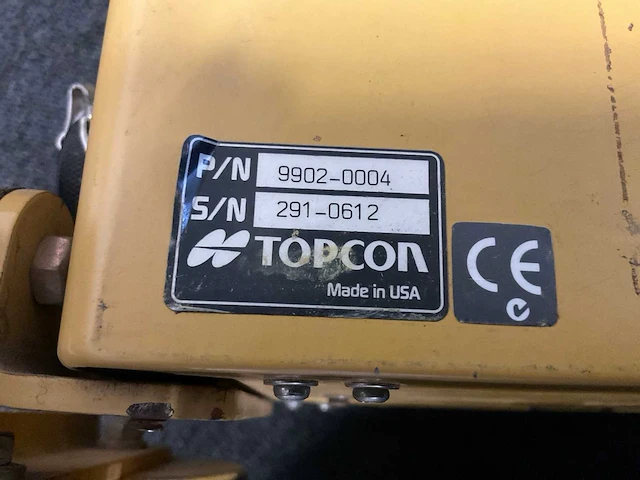 P/N 9902-0004
S/N 291-0612
TOPCON
Made in USA
CE